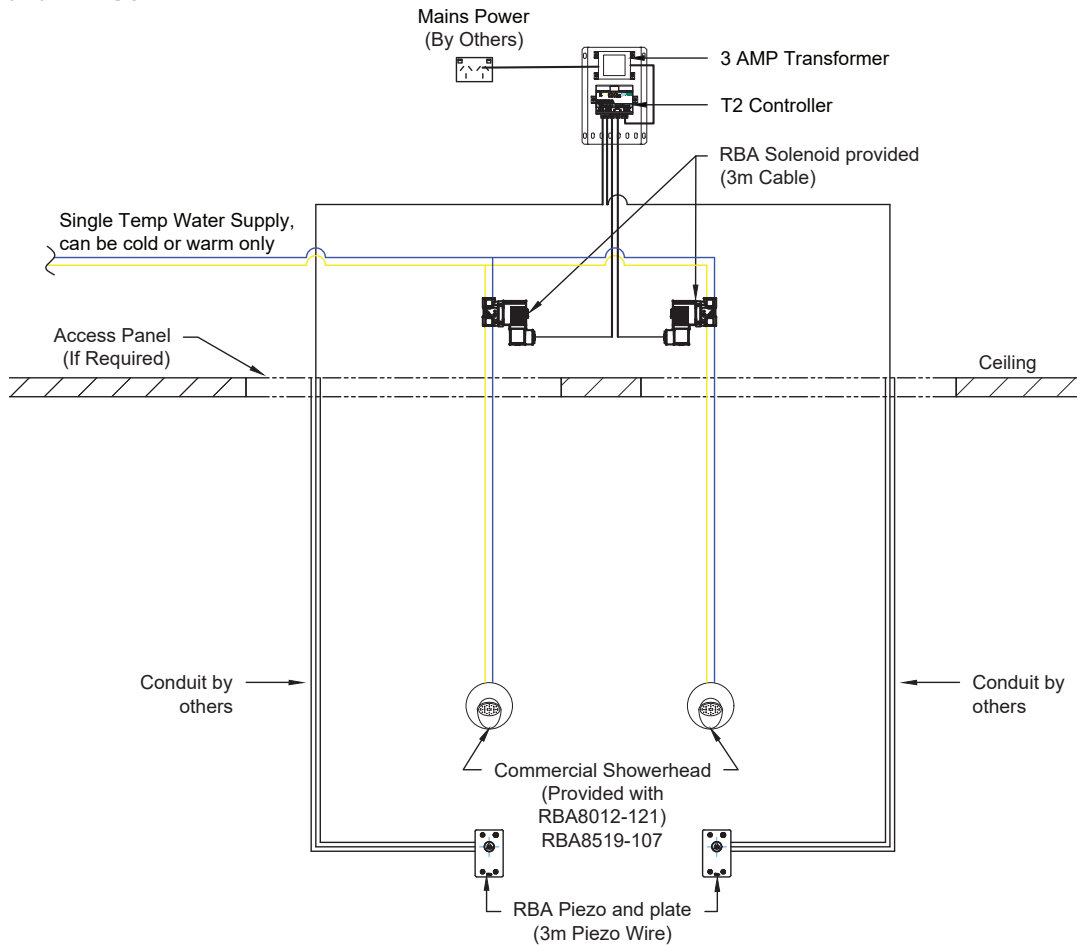 Mains Power
(By Others)
3 AMP Transformer
T2 Controller
RBA Solenoid provided
(3m Cable)
Single Temp Water Supply,
can be cold or warm only
Access Panel
(If Required)
Ceiling
Conduit by
others
Conduit by
others
Commercial Showerhead
(Provided with
RBA8012-121)
RBA8519-107
RBA Piezo and plate
(3m Piezo Wire)